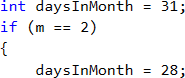 int daysInMonth = 31;
if (m == 2)
{
    daysInMonth = 28;